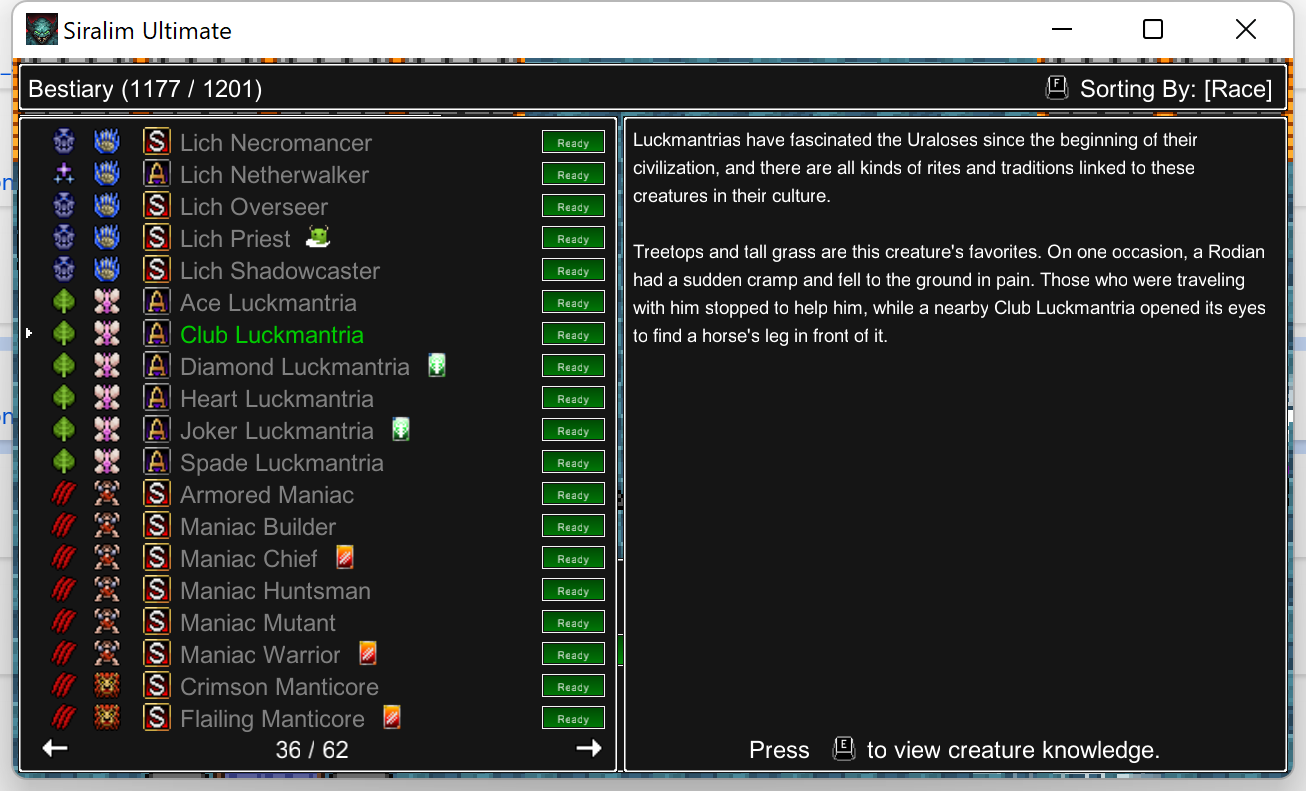 Siralim Ultimate
Bestiary (1177 / 1201)
F Sorting By: [Race]
S Lich Necromancer Ready
A Lich Netherwalker Ready
S Lich Overseer Ready
S Lich Priest Ready
S Lich Shadowcaster Ready
A Ace Luckmantria Ready
A Club Luckmantria Ready
A Diamond Luckmantria Ready
A Heart Luckmantria Ready
A Joker Luckmantria Ready
A Spade Luckmantria Ready
S Armored Maniac Ready
S Maniac Builder Ready
S Maniac Chief Ready
S Maniac Huntsman Ready
S Maniac Mutant Ready
S Maniac Warrior Ready
S Crimson Manticore Ready
S Flailing Manticore Ready
36 / 62
Luckmantrias have fascinated the Uraloses since the beginning of their
civilization, and there are all kinds of rites and traditions linked to these
creatures in their culture.
Treetops and tall grass are this creature's favorites. On one occasion, a Rodian
had a sudden cramp and fell to the ground in pain. Those who were traveling
with him stopped to help him, while a nearby Club Luckmantria opened its eyes
to find a horse's leg in front of it.
Press E to view creature knowledge.